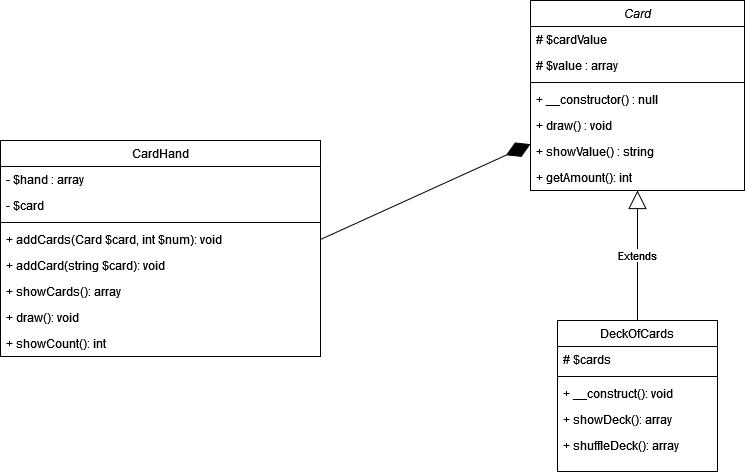 Card
# $cardValue
# $value : array
+ __constructor() : null
+ draw() : void
+ showValue() : string
+ getAmount(): int
CardHand
- $hand : array
- $card
+ addCards(Card $card, int $num): void
+ addCard(string $card): void
+ showCards(): array
+ draw(): void
+ showCount(): int
Extends
DeckOfCards
# $cards
+ __construct(): void
+ showDeck(): array
+ shuffleDeck(): array